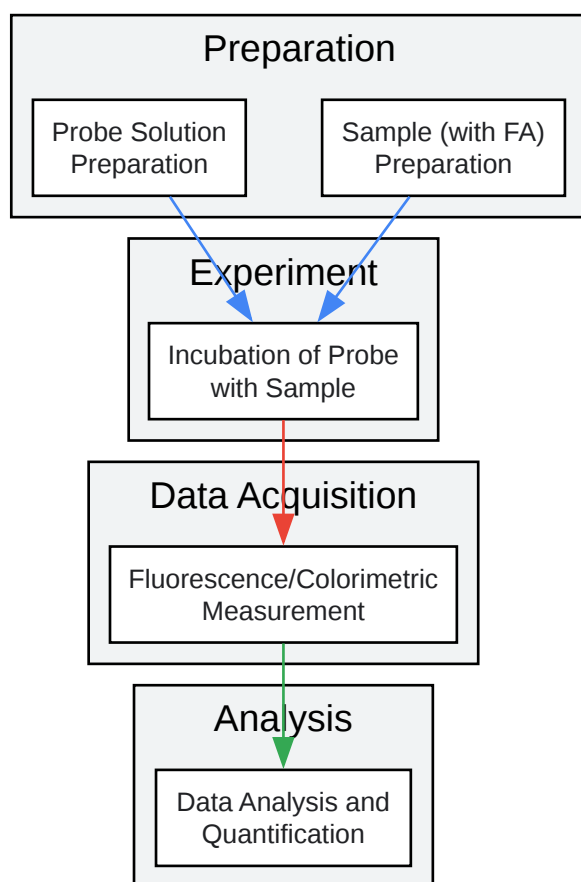 Preparation
Probe Solution
Preparation
Sample (with FA)
Preparation
Experiment
Incubation of Probe
with Sample
Data Acquisition
Fluorescence/Colorimetric
Measurement
Analysis
Data Analysis and
Quantification